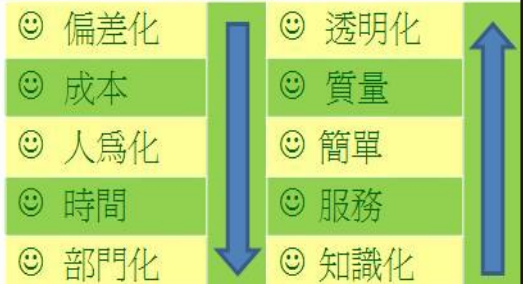 ☺ 偏差化
☺ 成本
☺ 人爲化
☺ 時間
☺ 部門化
☺ 透明化
☺ 質量
☺ 簡單
☺ 服務
☺ 知識化